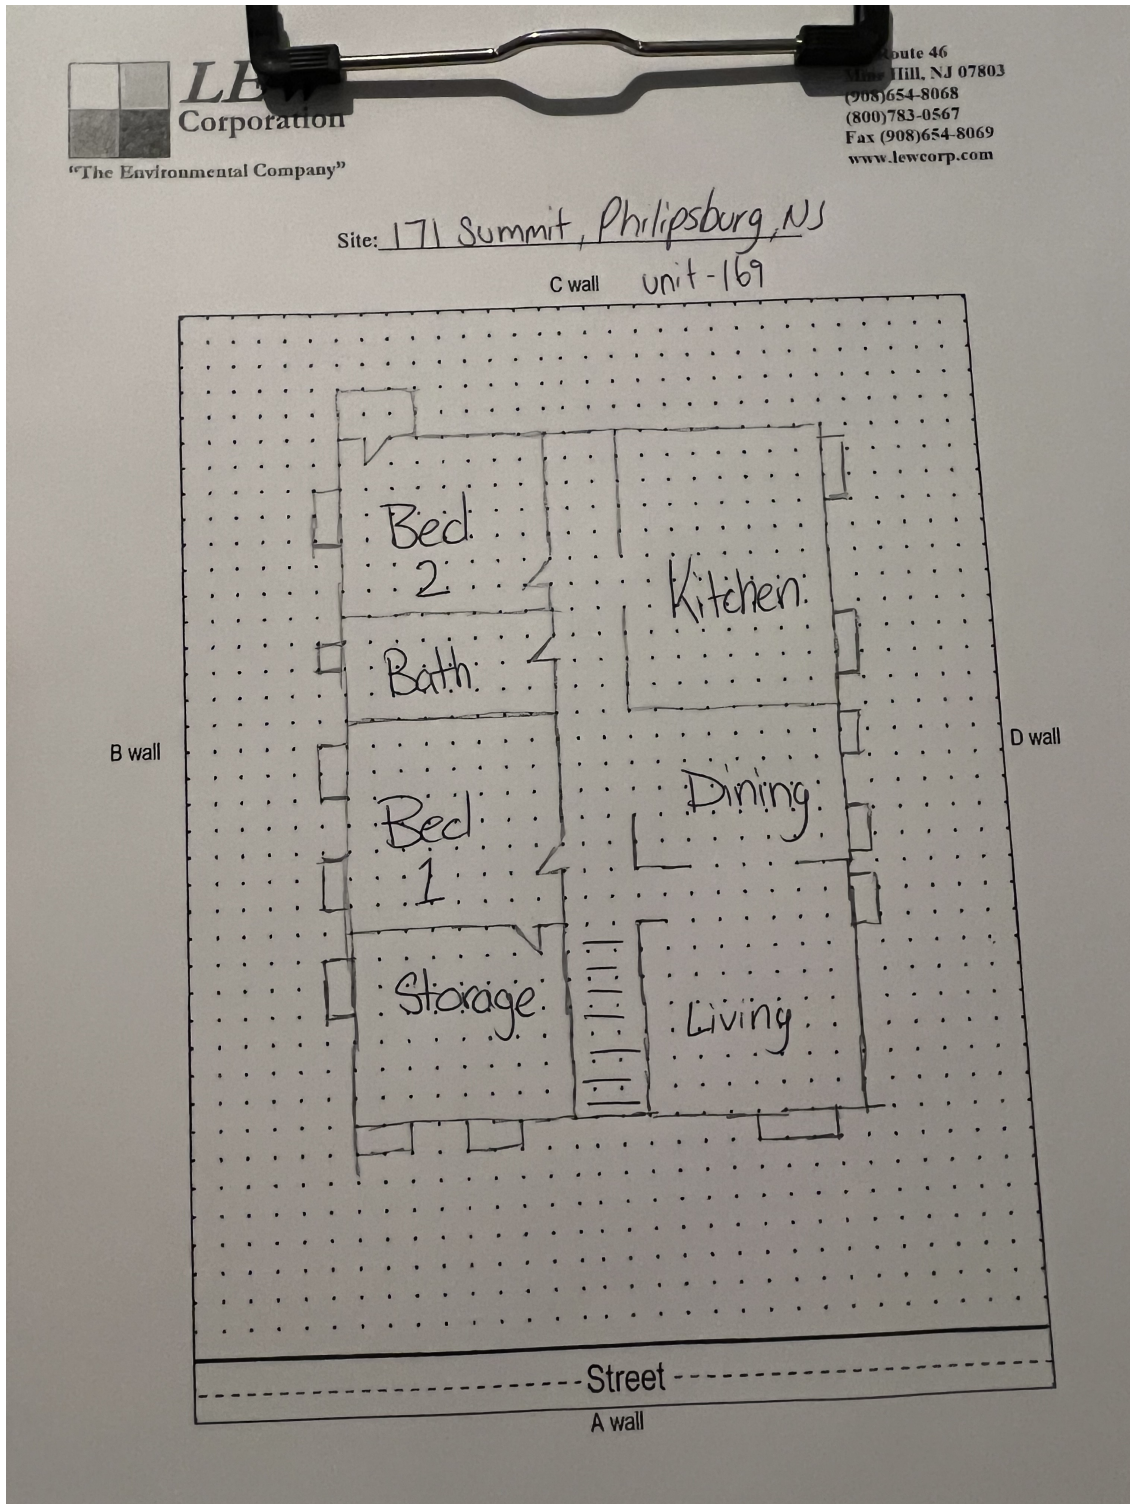 LEW
Corporation
"The Environmental Company"
Route 46
Mine Hill, NJ 07803
(908)654-8068
(800)783-0567
Fax (908)654-8069
www.lewcorp.com
Site: 171 Summit, Philipsburg, NJ
C wall unit-169
Bed
2
Kitchen
Bath
B wall
D wall
Dining
Bed
1
Storage
Living
Street
A wall